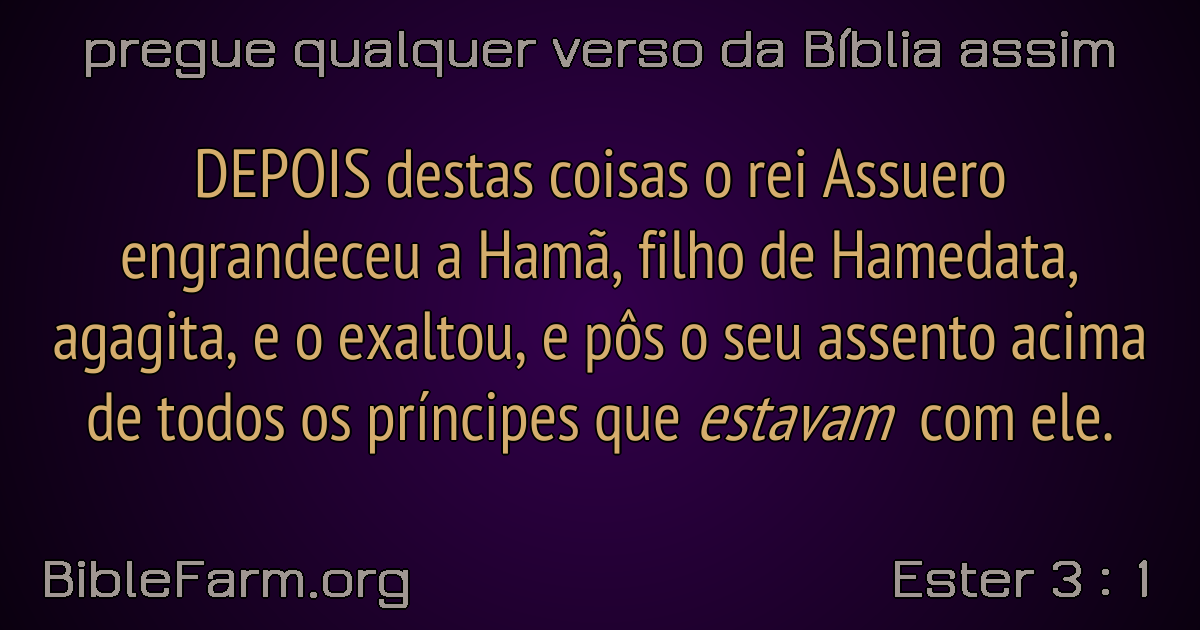 pregue qualquer verso da Bíblia assim
DEPOIS destas coisas o rei Assuero
engrandeceu a Hamã, filho de Hamedata,
agagita, e o exaltou, e pôs o seu assento acima
de todos os príncipes que estavam com ele.
BibleFarm.org
Ester 3 : 1